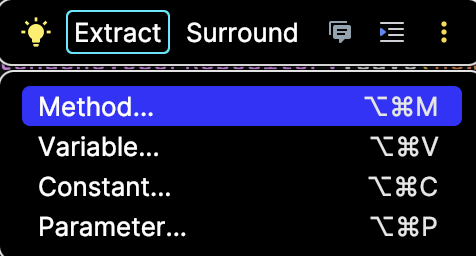 Extract Surround
Method... ⌥⌘M
Variable... ⌥⌘V
Constant... ⌥⌘C
Parameter... ⌥⌘P